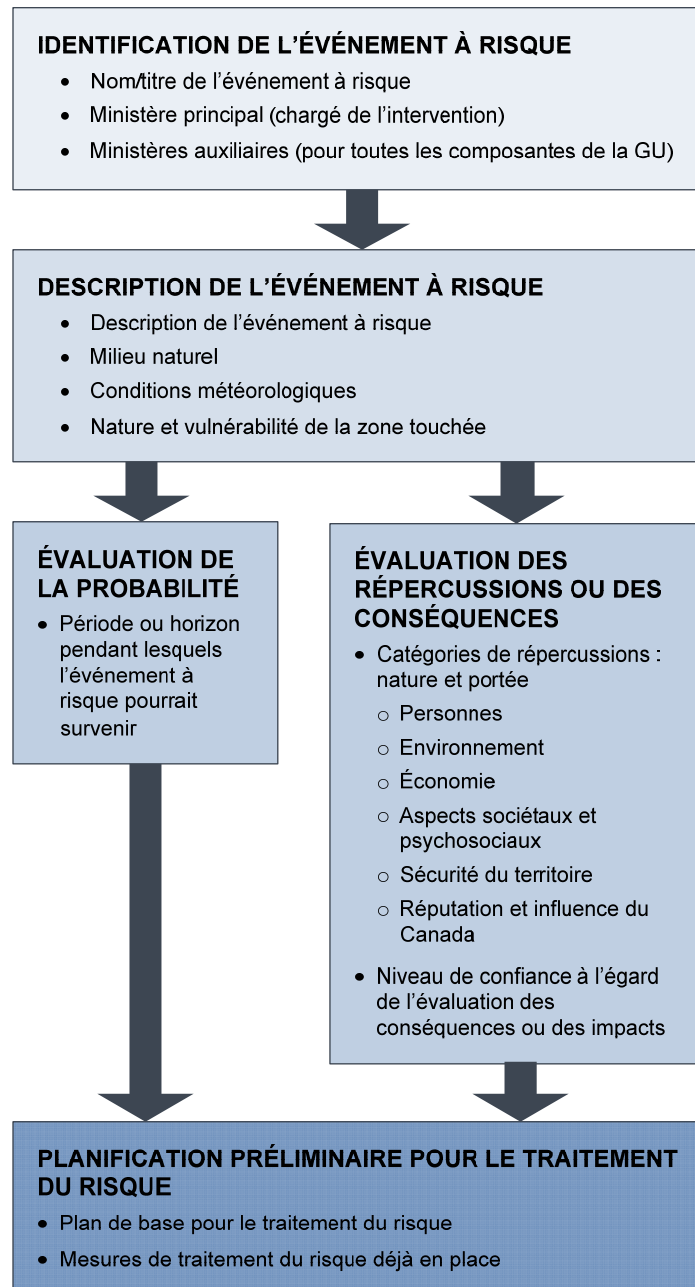 IDENTIFICATION DE L’ÉVÉNEMENT À RISQUE
• Nom/titre de l’événement à risque
• Ministère principal (chargé de l’intervention)
• Ministères auxiliaires (pour toutes les composantes de la GU)
DESCRIPTION DE L’ÉVÉNEMENT À RISQUE
• Description de l’événement à risque
• Milieu naturel
• Conditions météorologiques
• Nature et vulnérabilité de la zone touchée
ÉVALUATION DE
LA PROBABILITÉ
• Période ou horizon
pendant lesquels
l’événement à
risque pourrait
survenir
ÉVALUATION DES
RÉPERCUSSIONS OU DES
CONSÉQUENCES
• Catégories de répercussions :
nature et portée
○ Personnes
○ Environnement
○ Économie
○ Aspects sociétaux et
psychosociaux
○ Sécurité du territoire
○ Réputation et influence du
Canada
• Niveau de confiance à l’égard
de l’évaluation des
conséquences ou des impacts
PLANIFICATION PRÉLIMINAIRE POUR LE TRAITEMENT
DU RISQUE
• Plan de base pour le traitement du risque
• Mesures de traitement du risque déjà en place